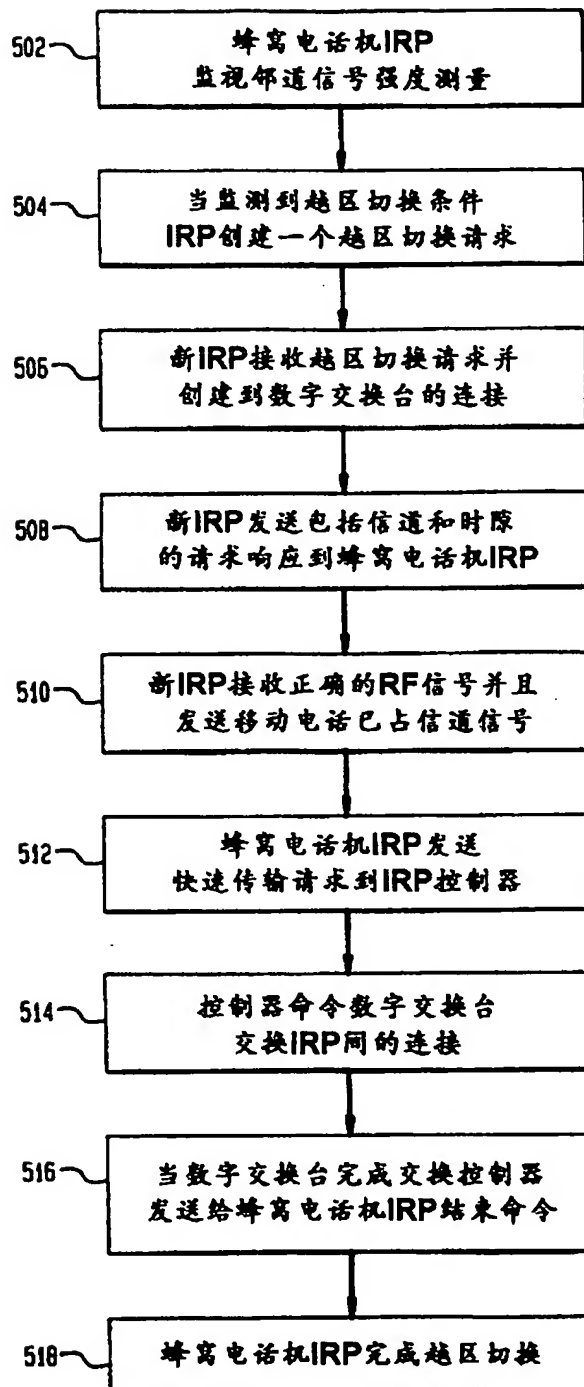 502
蜂窝电话机IRP
监视邻道信号强度测量
504
当监测到越区切换条件
IRP创建一个越区切换请求
506
新IRP接收越区切换请求并
创建到数字交换台的连接
508
新IRP发送包括信道和时隙
的请求响应到蜂窝电话机IRP
510
新IRP接收正确的RF信号并且
发送移动电话已占信道信号
512
蜂窝电话机IRP发送
快速传输请求到IRP控制器
514
控制器命令数字交换台
交换IRP间的连接
516
当数字交换台完成交换控制器
发送给蜂窝电话机IRP结束命令
518
蜂窝电话机IRP完成越区切换